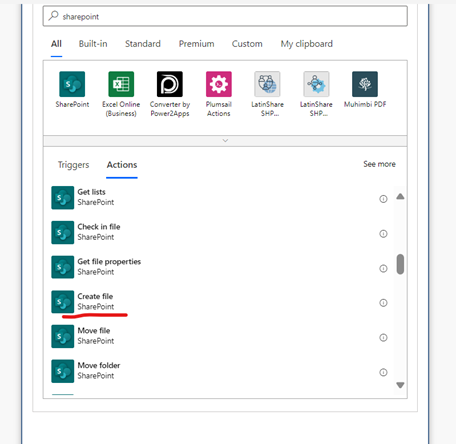 sharepoint
All Built-in Standard Premium Custom My clipboard
SharePoint Excel Online (Business) Converter by Power2Apps Plumsail Actions LatinShare SHP... LatinShare SHP... Muhimbi PDF
Triggers Actions See more
Get lists
SharePoint
Check in file
SharePoint
Get file properties
SharePoint
Create file
SharePoint
Move file
SharePoint
Move folder
SharePoint